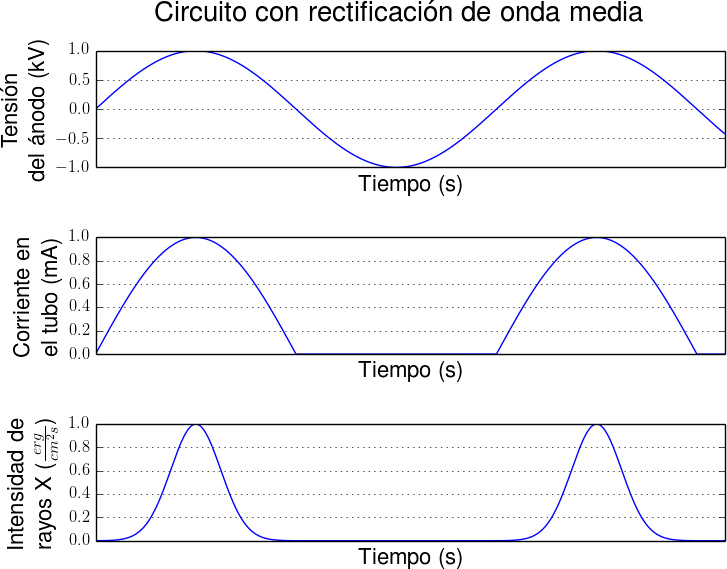 Circuito con rectificación de onda media
Tensión
del ánodo (kV)
1.0
0.5
0.0
−0.5
−1.0
Tiempo (s)
Corriente en
el tubo (mA)
1.0
0.8
0.6
0.4
0.2
0.0
Tiempo (s)
Intensidad de
rayos X (erg/cm²s)
1.0
0.8
0.6
0.4
0.2
0.0
Tiempo (s)